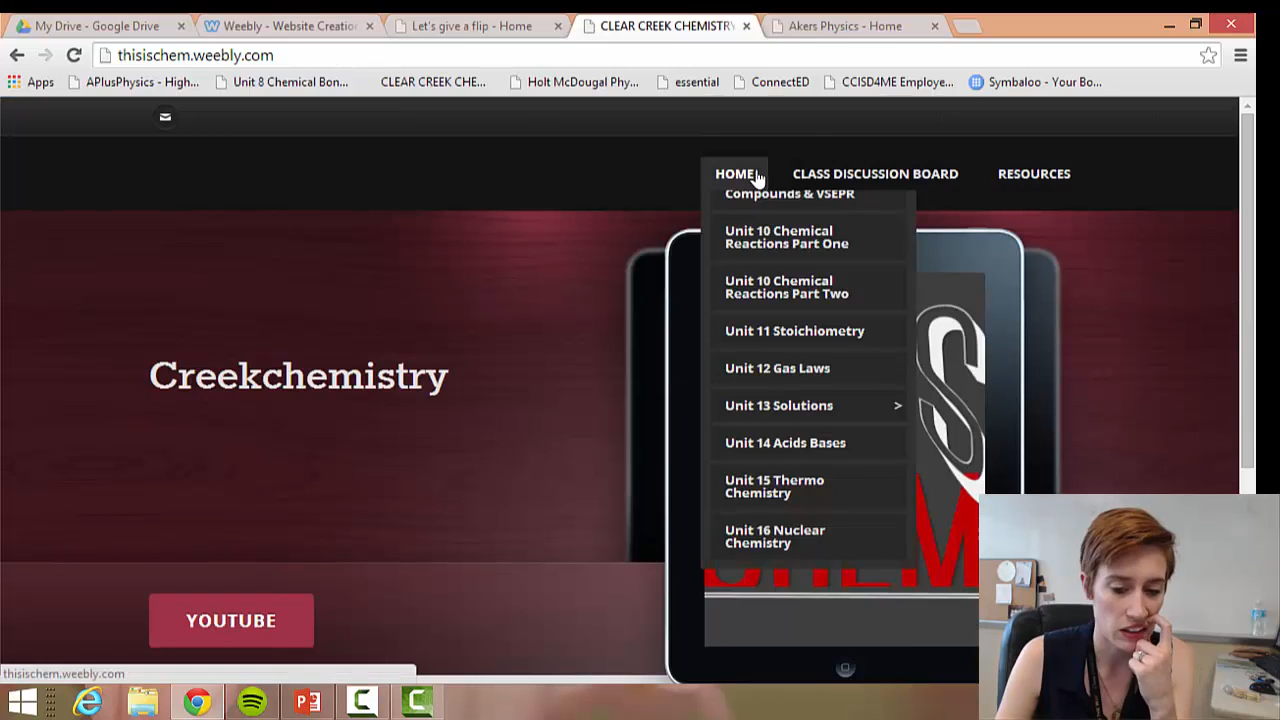 My Drive - Google Drive
Weebly - Website Creatio
Let's give a flip - Home
CLEAR CREEK CHEMISTRY
Akers Physics - Home
thisischem.weebly.com
Apps
APlusPhysics - High...
Unit 8 Chemical Bon...
CLEAR CREEK CHE...
Holt McDougal Phy...
essential
ConnectED
CCISD4ME Employe...
Symbaloo - Your Bo...
HOME
CLASS DISCUSSION BOARD
RESOURCES
Compounds & VSEPR
Unit 10 Chemical
Reactions Part One
Unit 10 Chemical
Reactions Part Two
Unit 11 Stoichiometry
Unit 12 Gas Laws
Unit 13 Solutions >
Unit 14 Acids Bases
Unit 15 Thermo
Chemistry
Unit 16 Nuclear
Chemistry
Creekchemistry
YOUTUBE
thisischem.weebly.com